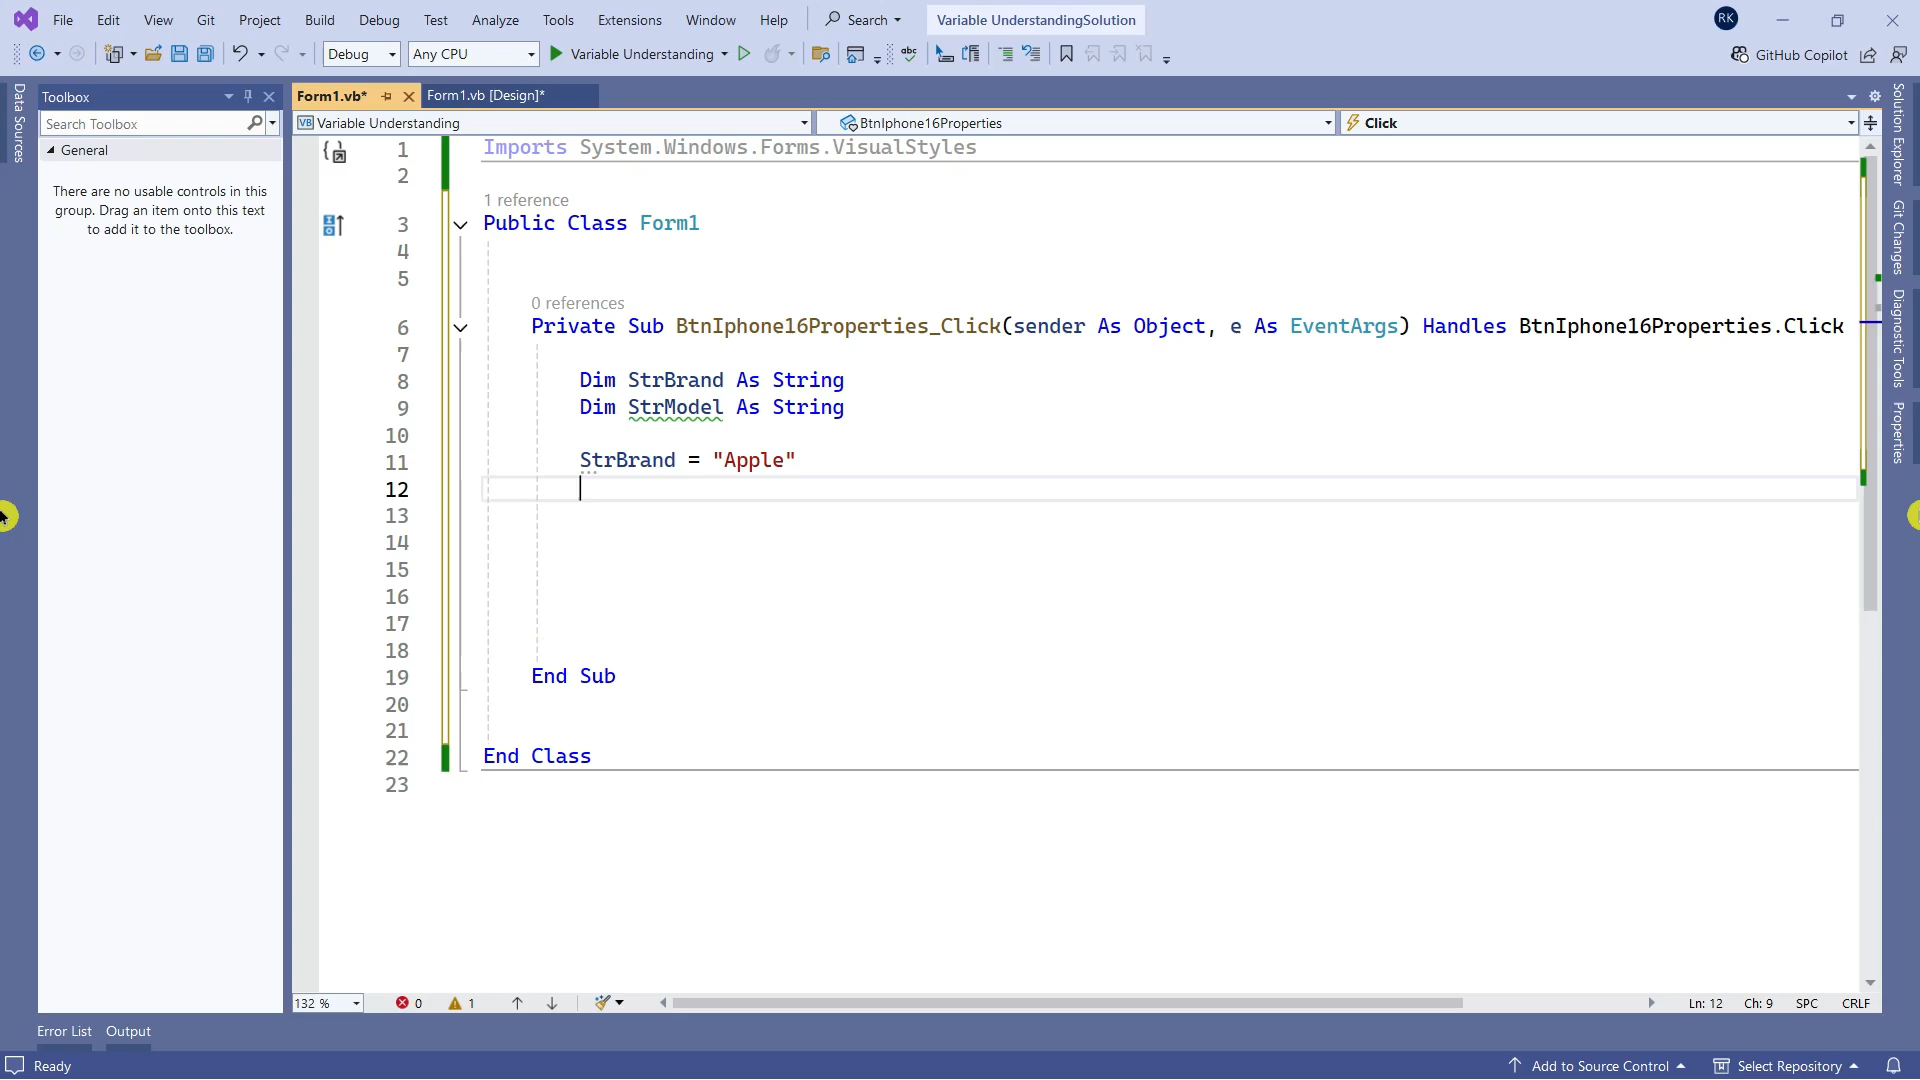 File Edit View Git Project Build Debug Test Analyze Tools Extensions Window Help Search Variable UnderstandingSolution RK
Debug Any CPU Variable Understanding abc GitHub Copilot
Data Sources
Toolbox
Search Toolbox
General
There are no usable controls in this
group. Drag an item onto this text
to add it to the toolbox.
Form1.vb* Form1.vb [Design]*
VB Variable Understanding BtnIphone16Properties Click
1 Imports System.Windows.Forms.VisualStyles
2
1 reference
3 Public Class Form1
4
5
0 references
6 Private Sub BtnIphone16Properties_Click(sender As Object, e As EventArgs) Handles BtnIphone16Properties.Click
7
8 Dim StrBrand As String
9 Dim StrModel As String
10
11 StrBrand = "Apple"
12
13
14
15
16
17
18
19 End Sub
20
21
22 End Class
23
Solution Explorer
Git Changes
Diagnostic Tools
Properties
132 % 0 1 Ln: 12 Ch: 9 SPC CRLF
Error List Output
Ready Add to Source Control Select Repository